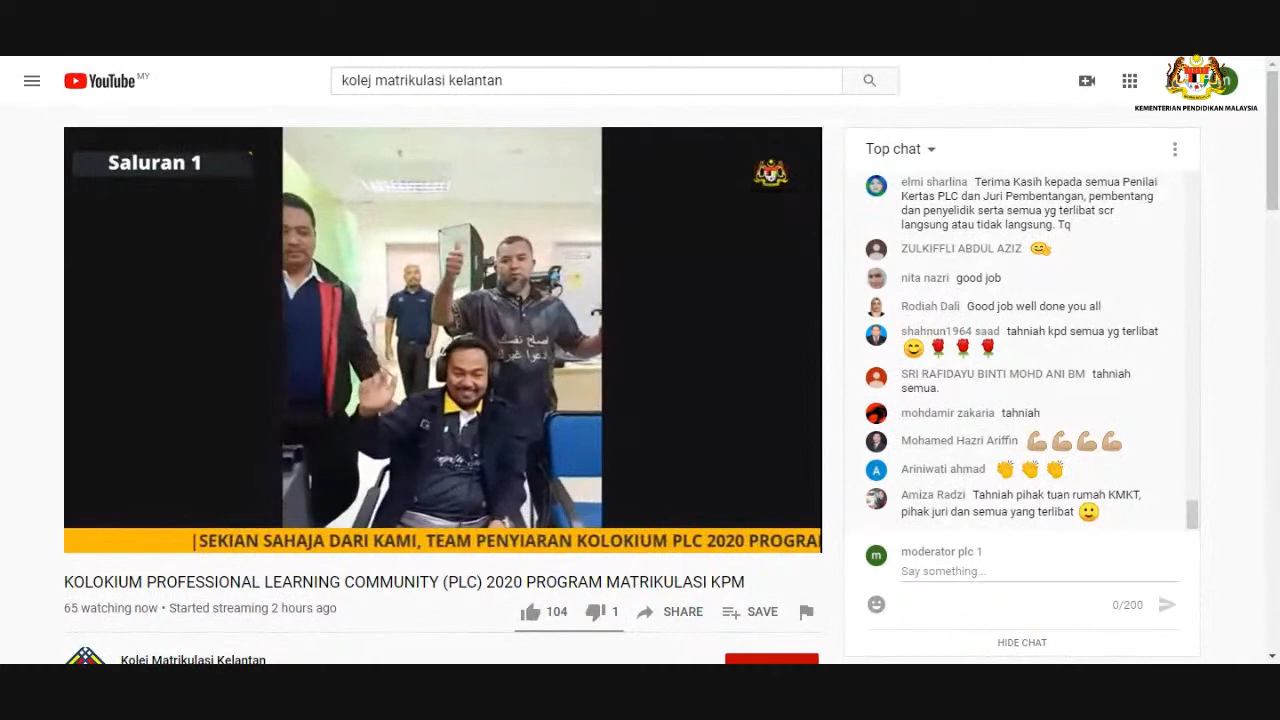 YouTube MY
kolej matrikulasi kelantan
KEMENTERIAN PENDIDIKAN MALAYSIA
m
Saluran 1
اصلح نفسك
|SEKIAN SAHAJA DARI KAMI, TEAM PENYIARAN KOLOKIUM PLC 2020 PROGRAM
KOLOKIUM PROFESSIONAL LEARNING COMMUNITY (PLC) 2020 PROGRAM MATRIKULASI KPM
65 watching now • Started streaming 2 hours ago
104
1
SHARE
SAVE
Kolej Matrikulasi Kelantan
Top chat
elmi sharlina Terima Kasih kepada semua Penilai
Kertas PLC dan Juri Pembentangan, pembentang
dan penyelidik serta semua yg terlibat scr
langsung atau tidak langsung. Tq
ZULKIFFLI ABDUL AZIZ
nita nazri good job
Rodiah Dali Good job well done you all
shahnun1964 saad tahniah kpd semua yg terlibat
SRI RAFIDAYU BINTI MOHD ANI BM tahniah
semua.
mohdamir zakaria tahniah
Mohamed Hazri Ariffin
A
Ariniwati ahmad
Amiza Radzi Tahniah pihak tuan rumah KMKT,
pihak juri dan semua yang terlibat
m
moderator plc 1
Say something...
0/200
HIDE CHAT